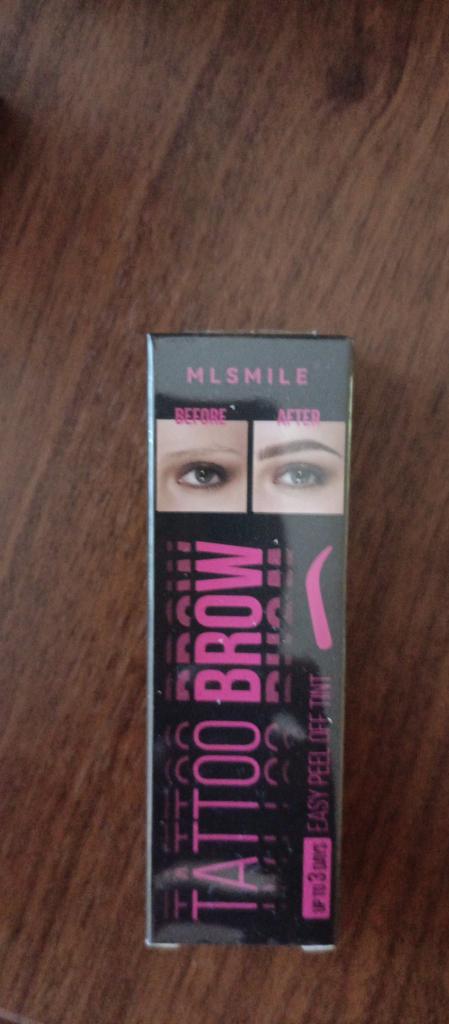 MLSMILE
BEFORE
AFTER
TATTOO BROW
UP TO 3 DAYS EASY PEEL OFF TINT